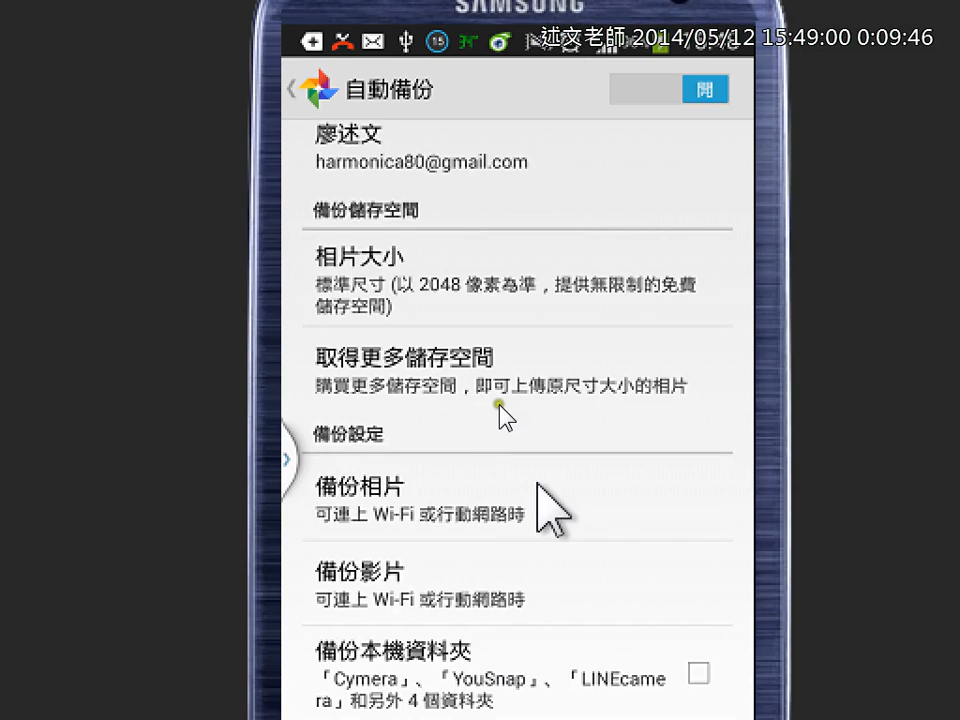 SAMSUNG
述文老師 2014/05/12 15:49:00 0:09:46
15
自動備份
開
廖述文
harmonica80@gmail.com
備份儲存空間
相片大小
標準尺寸 (以 2048 像素為準，提供無限制的免費
儲存空間)
取得更多儲存空間
購買更多儲存空間，即可上傳原尺寸大小的相片
備份設定
備份相片
可連上 Wi-Fi 或行動網路時
備份影片
可連上 Wi-Fi 或行動網路時
備份本機資料夾
「Cymera」、「YouSnap」、「LINEcame
ra」和另外 4 個資料夾